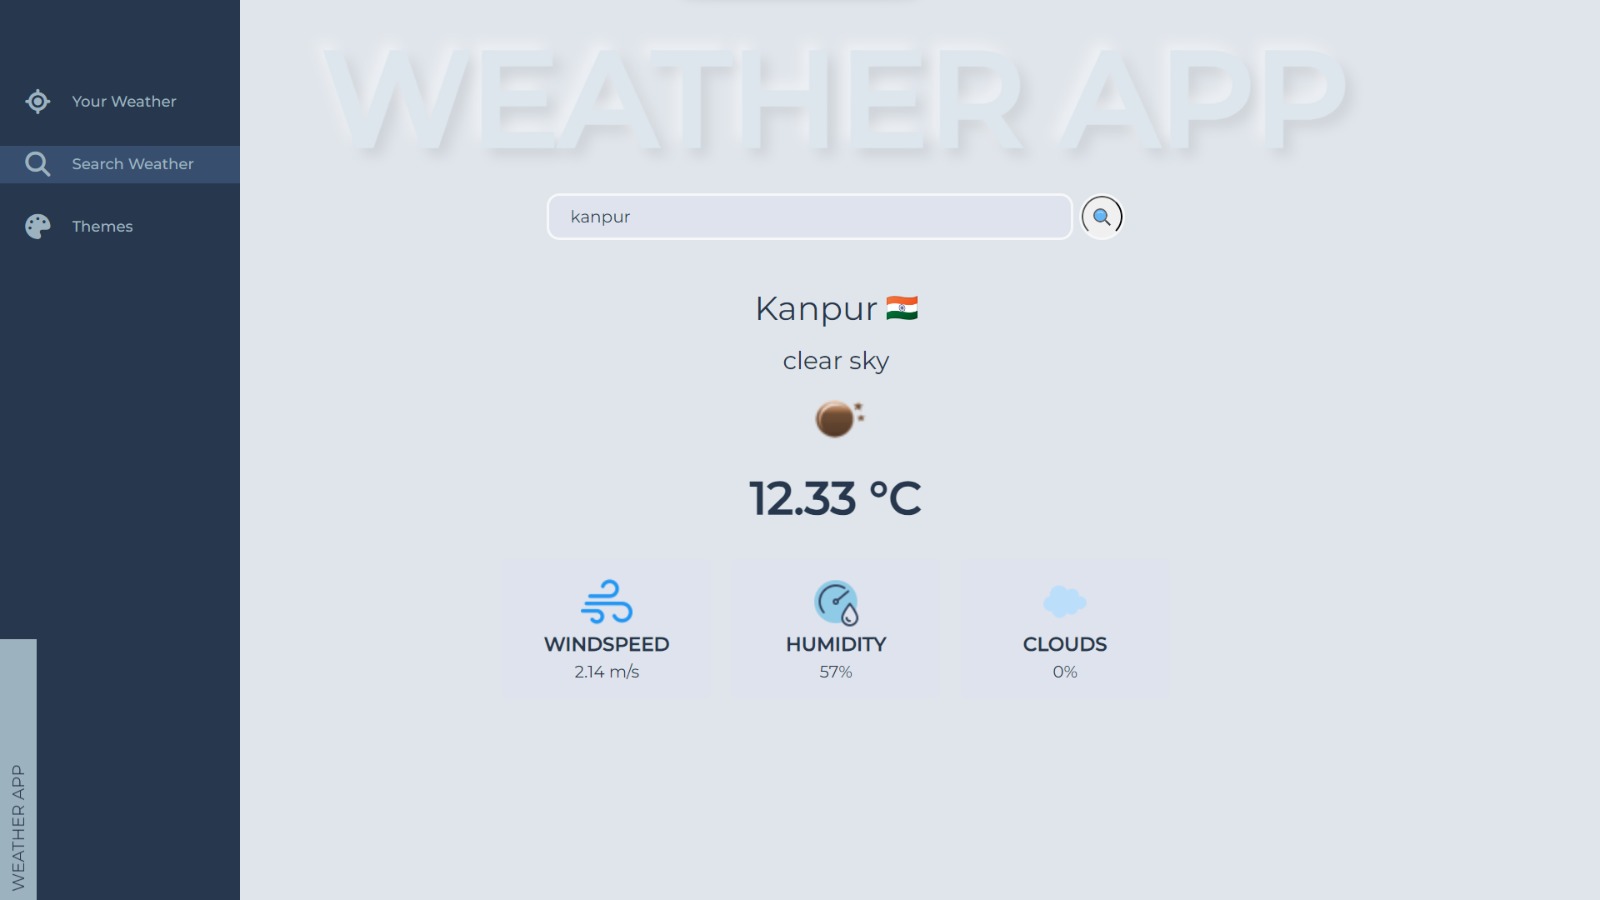 WEATHER APP
Your Weather
Search Weather
Themes
kanpur
Kanpur
clear sky
12.33 °C
WINDSPEED
2.14 m/s
HUMIDITY
57%
CLOUDS
0%
WEATHER APP